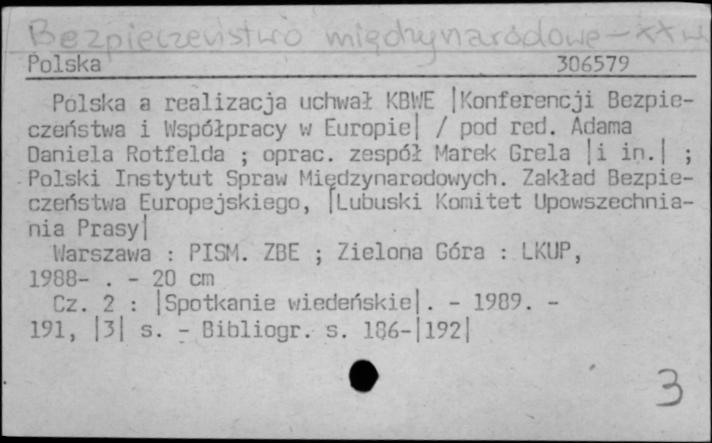 Bezpieczeństwo międzynarodowe - XX w
Polska 306579
Polska a realizacja uchwał KBWE |Konferencji Bezpie-
czeństwa i Współpracy w Europie| / pod red. Adama
Daniela Rotfelda ; oprac. zespół Marek Grela |i in.| ;
Polski Instytut Spraw Międzynarodowych. Zakład Bezpie-
czeństwa Europejskiego, |Lubuski Komitet Upowszechnia-
nia Prasy|
Warszawa : PISM. ZBE ; Zielona Góra : LKUP,
1988- . - 20 cm
Cz. 2 : |Spotkanie wiedeńskie|. - 1989. -
191, |3| s. - Bibliogr. s. 186-|192|
3